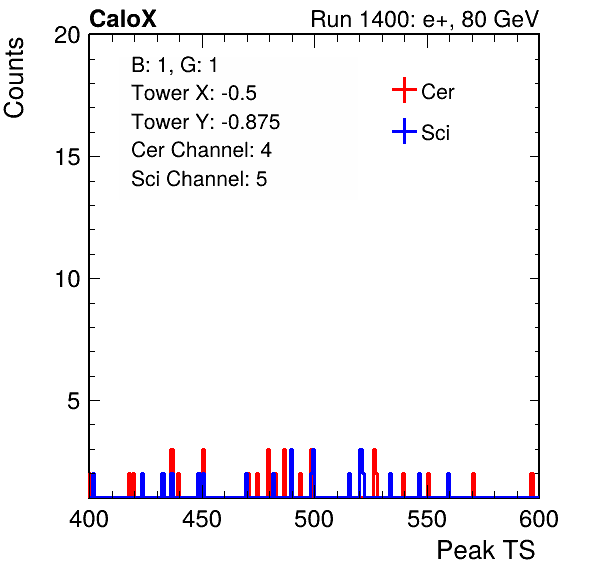 CaloX Run 1400: e+, 80 GeV
Counts
20
15
10
5
B: 1, G: 1
Tower X: -0.5
Tower Y: -0.875
Cer Channel: 4
Sci Channel: 5
Cer
Sci
400 450 500 550 600
Peak TS